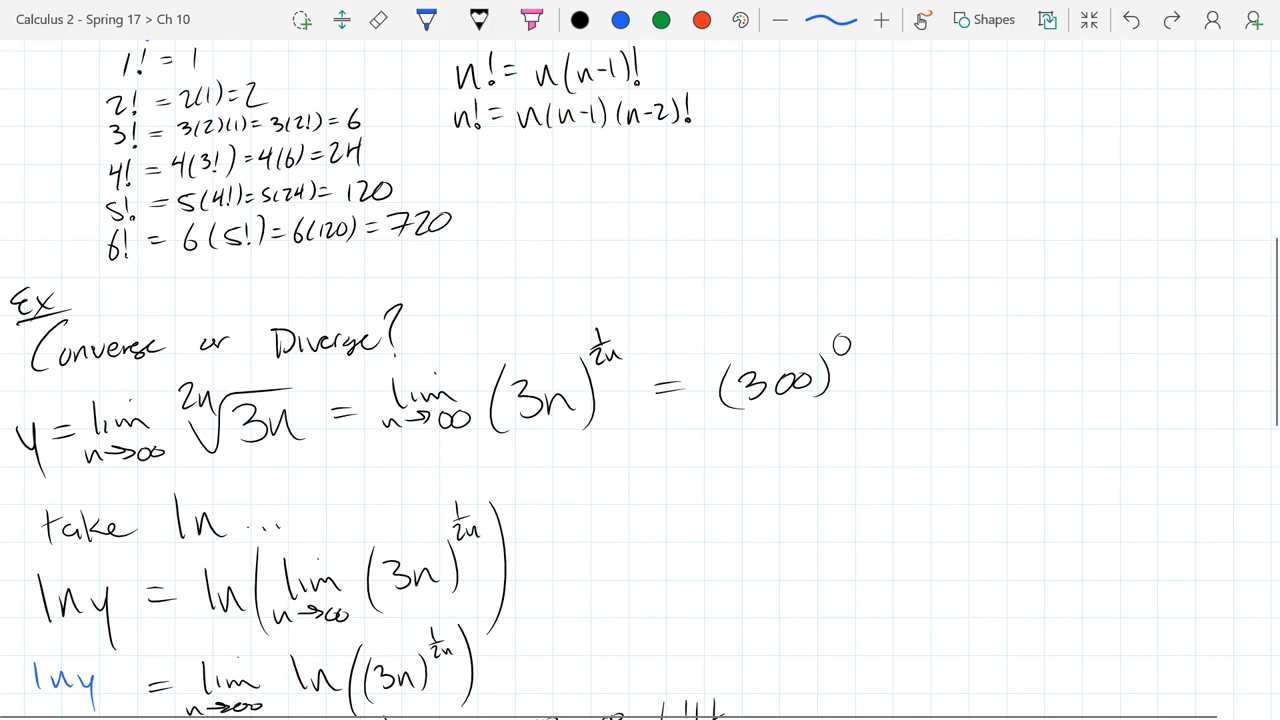 Calculus 2 - Spring 17 > Ch 10
Shapes
1! = 1
2! = 2(1) = 2
3! = 3(2)(1) = 3(2!) = 6
4! = 4(3!) = 4(6) = 24
5! = 5(4!) = 5(24) = 120
6! = 6(5!) = 6(120) = 720
n! = n(n-1)!
n! = n(n-1)(n-2)!
Ex
Converse or Diverge?
y = lim n→∞ ²ⁿ√3n = lim n→∞ (3n)^(1/2n) = (3∞)^0
take ln ...
ln y = ln(lim n→∞ (3n)^(1/2n))
ln y = lim n→∞ ln((3n)^(1/2n))